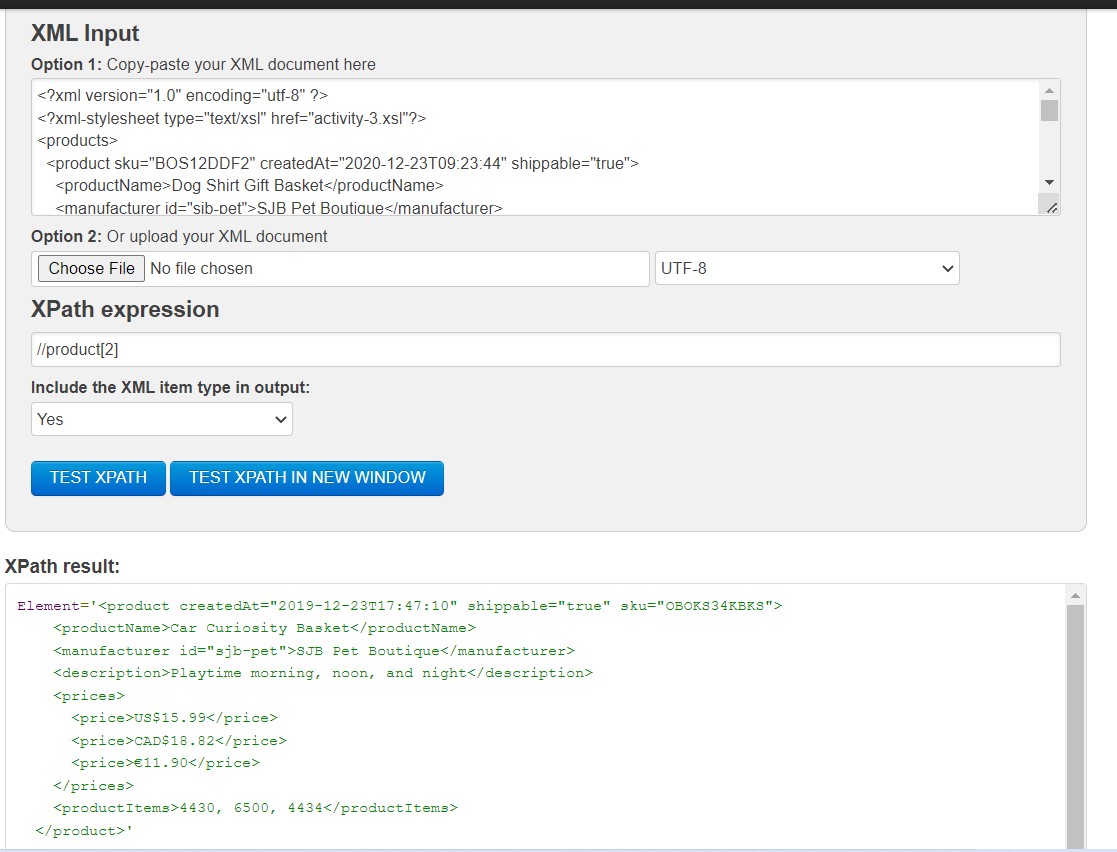 XML Input
Option 1: Copy-paste your XML document here
<?xml version="1.0" encoding="utf-8" ?>
<?xml-stylesheet type="text/xsl" href="activity-3.xsl"?>
<products>
<product sku="BOS12DDF2" createdAt="2020-12-23T09:23:44" shippable="true">
<productName>Dog Shirt Gift Basket</productName>
<manufacturer id="sjb-pet">SJB Pet Boutique</manufacturer>
Option 2: Or upload your XML document
Choose File No file chosen UTF-8
XPath expression
//product[2]
Include the XML item type in output:
Yes
TEST XPATH TEST XPATH IN NEW WINDOW
XPath result:
Element='<product createdAt="2019-12-23T17:47:10" shippable="true" sku="OBOKS34KBKS">
<productName>Car Curiosity Basket</productName>
<manufacturer id="sjb-pet">SJB Pet Boutique</manufacturer>
<description>Playtime morning, noon, and night</description>
<prices>
<price>US$15.99</price>
<price>CAD$18.82</price>
<price>€11.90</price>
</prices>
<productItems>4430, 6500, 4434</productItems>
</product>'